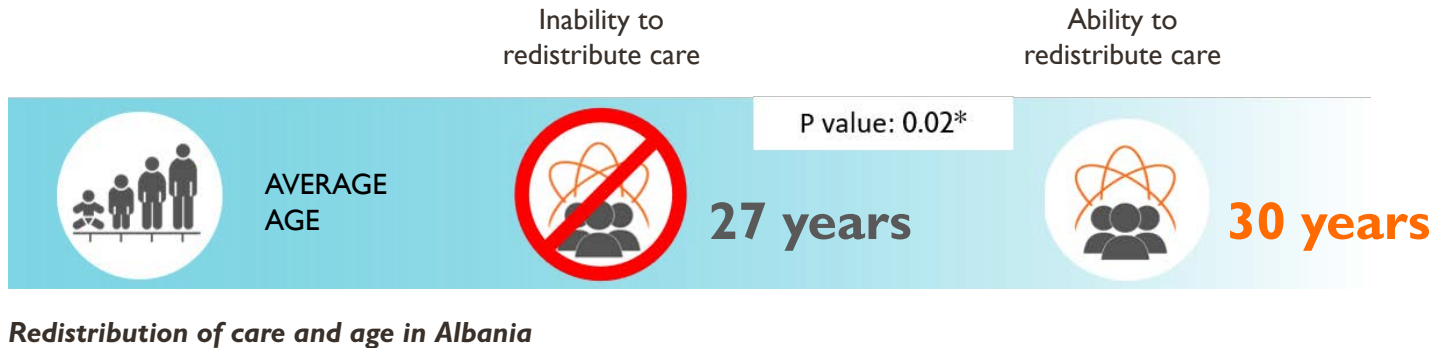 Inability to
redistribute care
Ability to
redistribute care
P value: 0.02*
AVERAGE
AGE
27 years
30 years
Redistribution of care and age in Albania